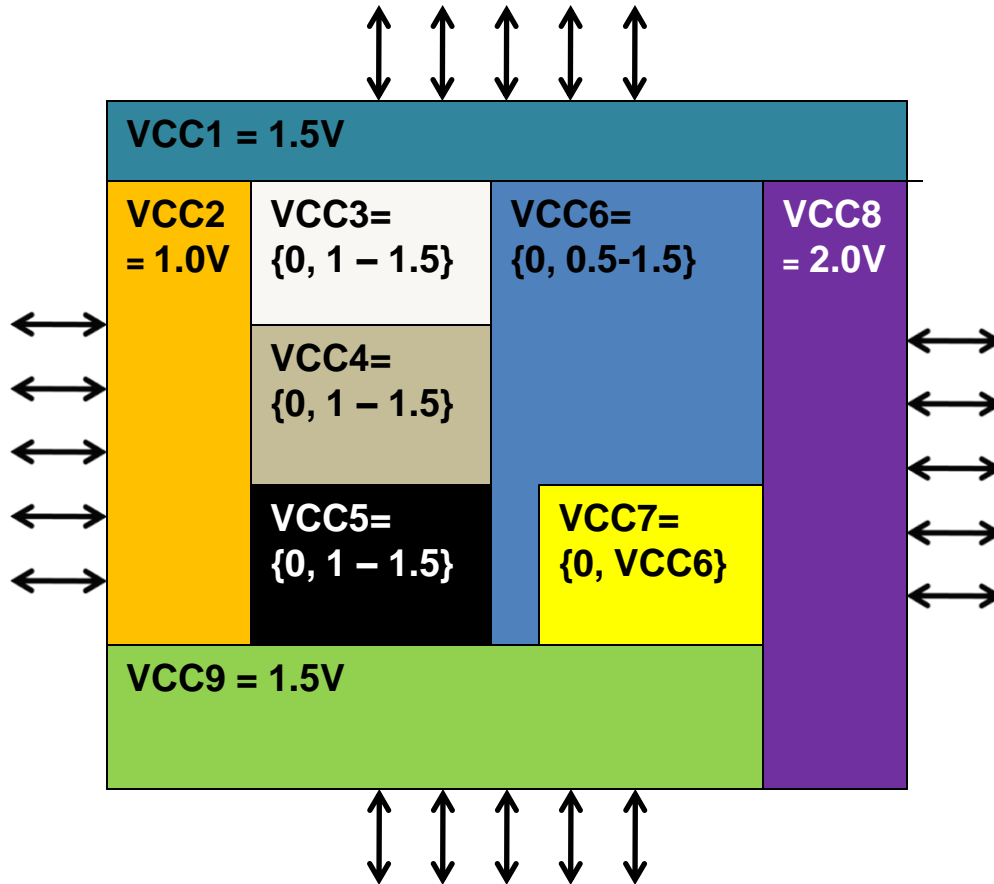 VCC1 = 1.5V
VCC2
= 1.0V
VCC3=
{0, 1 – 1.5}
VCC6=
{0, 0.5-1.5}
VCC8
= 2.0V
VCC4=
{0, 1 – 1.5}
VCC5=
{0, 1 – 1.5}
VCC7=
{0, VCC6}
VCC9 = 1.5V